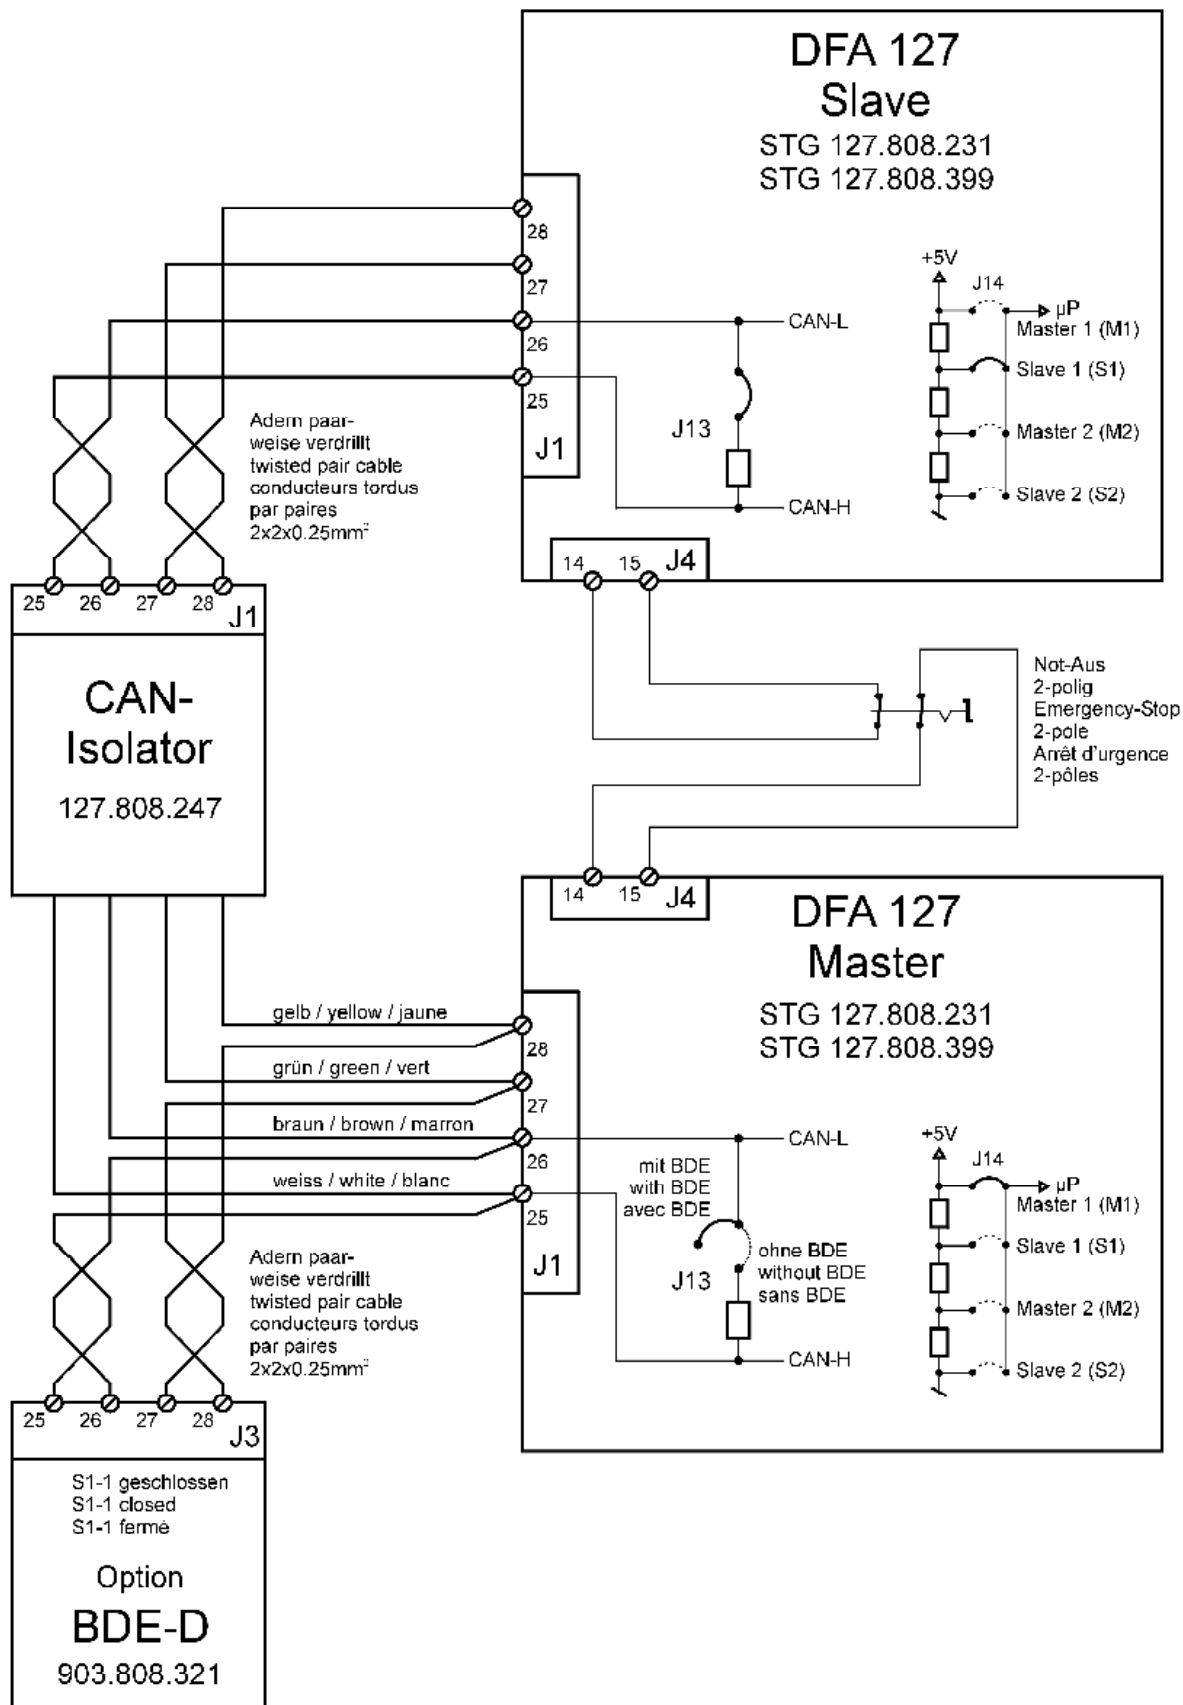 DFA 127
Slave
STG 127.808.231
STG 127.808.399
28
27
26
25
J1
CAN-L
J13
CAN-H
+5V
J14
µP
Master 1 (M1)
Slave 1 (S1)
Master 2 (M2)
Slave 2 (S2)
Adern paar-
weise verdrillt
twisted pair cable
conducteurs tordus
par paires
2x2x0.25mm²
14
15
J4
25
26
27
28
J1
CAN-
Isolator
127.808.247
Not-Aus
2-polig
Emergency-Stop
2-pole
Arrêt d'urgence
2-pôles
14
15
J4
DFA 127
Master
STG 127.808.231
STG 127.808.399
gelb / yellow / jaune
grün / green / vert
braun / brown / marron
weiss / white / blanc
28
27
26
25
J1
CAN-L
mit BDE
with BDE
avec BDE
J13
ohne BDE
without BDE
sans BDE
CAN-H
+5V
J14
µP
Master 1 (M1)
Slave 1 (S1)
Master 2 (M2)
Slave 2 (S2)
Adern paar-
weise verdrillt
twisted pair cable
conducteurs tordus
par paires
2x2x0.25mm²
25
26
27
28
J3
S1-1 geschlossen
S1-1 closed
S1-1 fermé
Option
BDE-D
903.808.321